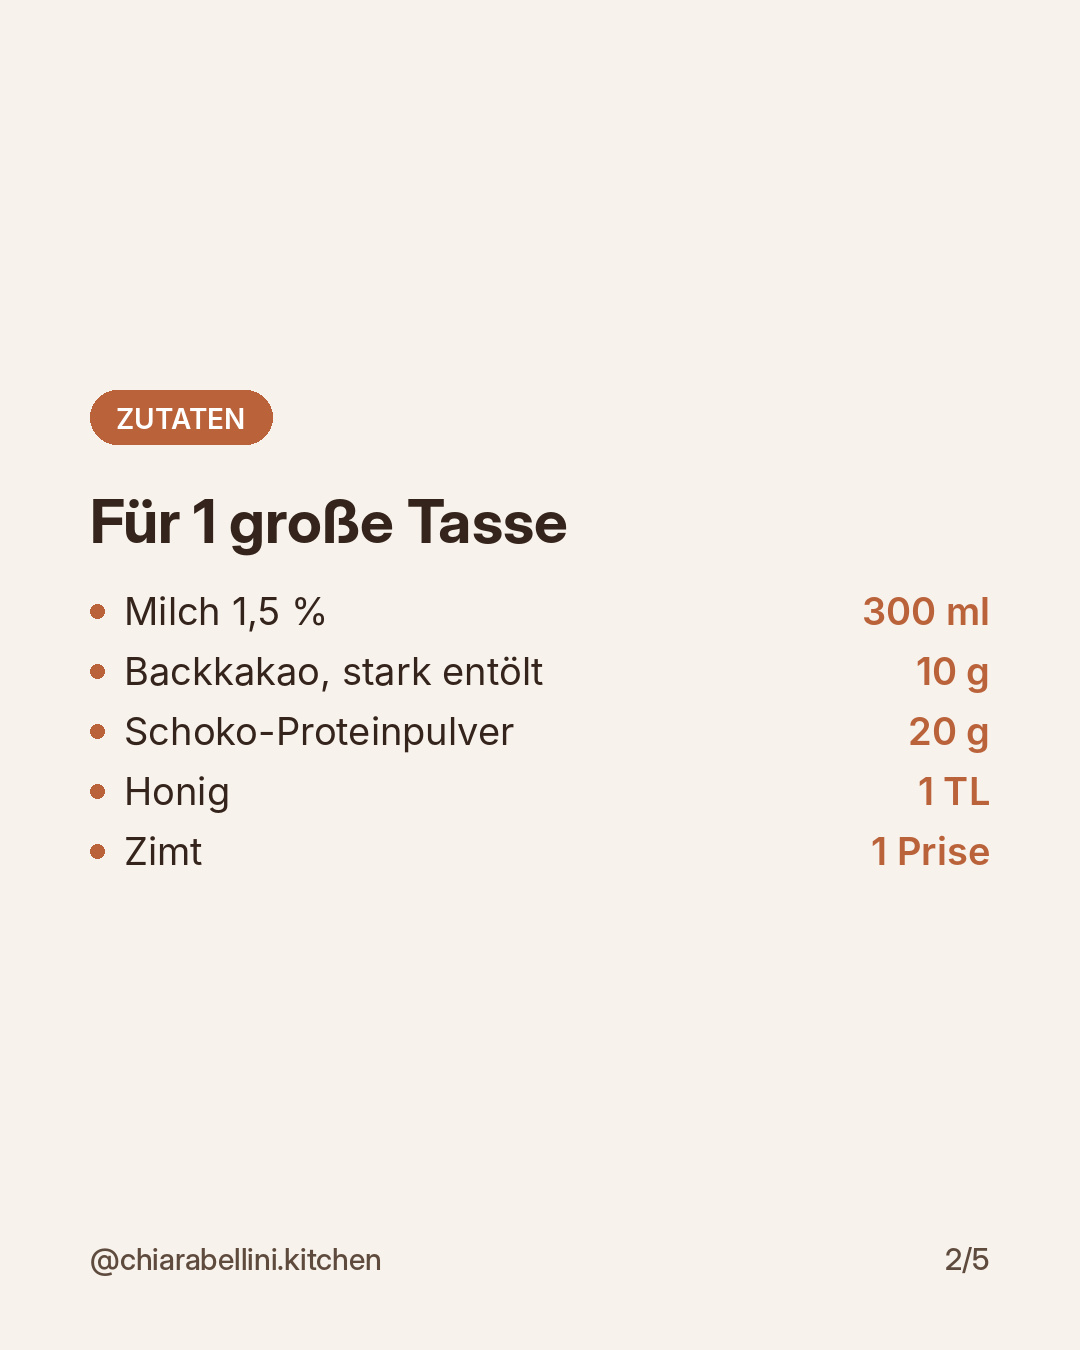 ZUTATEN
Für 1 große Tasse
Milch 1,5 % 300 ml
Backkakao, stark entölt 10 g
Schoko-Proteinpulver 20 g
Honig 1 TL
Zimt 1 Prise
@chiarabellini.kitchen 2/5